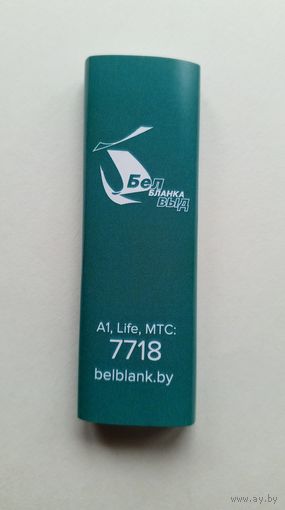 Бел
БЛАНКА
ВЫД
A1, Life, МТС:
7718
belblank.by
www.ay.by